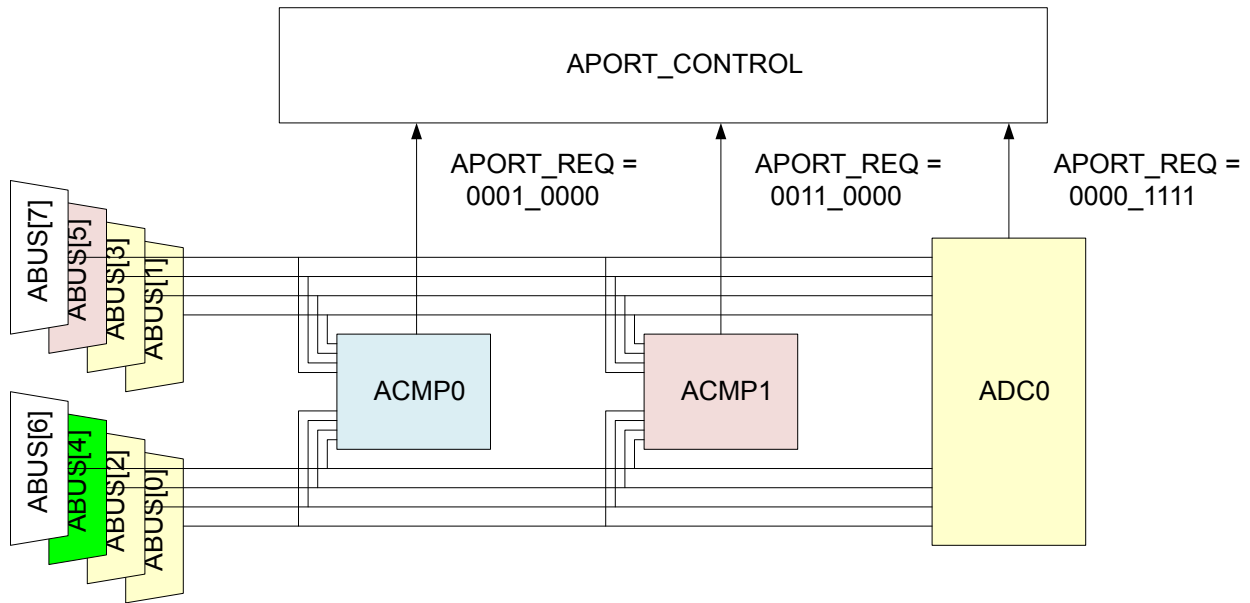 APORT_CONTROL
APORT_REQ =
0001_0000
APORT_REQ =
0011_0000
APORT_REQ =
0000_1111
ABUS[7]
ABUS[5]
ABUS[3]
ABUS[1]
ACMP0
ACMP1
ADC0
ABUS[6]
ABUS[4]
ABUS[2]
ABUS[0]